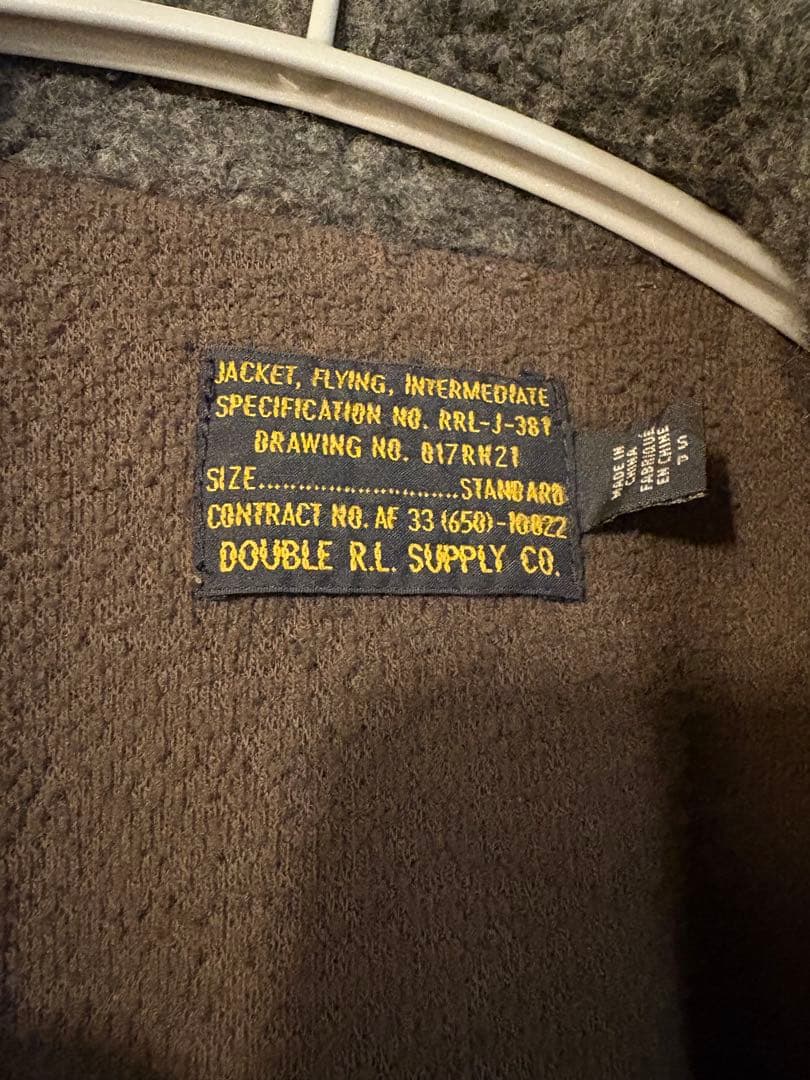 JACKET, FLYING, INTERMEDIATE
SPECIFICATION NO. RRL-J-381
DRAWING NO. 017RH21
SIZE..........................STANDARD
CONTRACT NO. AF 33 (650)-10022
DOUBLE R.L. SUPPLY CO.
MADE IN
CHINA
FABRIQUÉ
EN CHINE
S
P